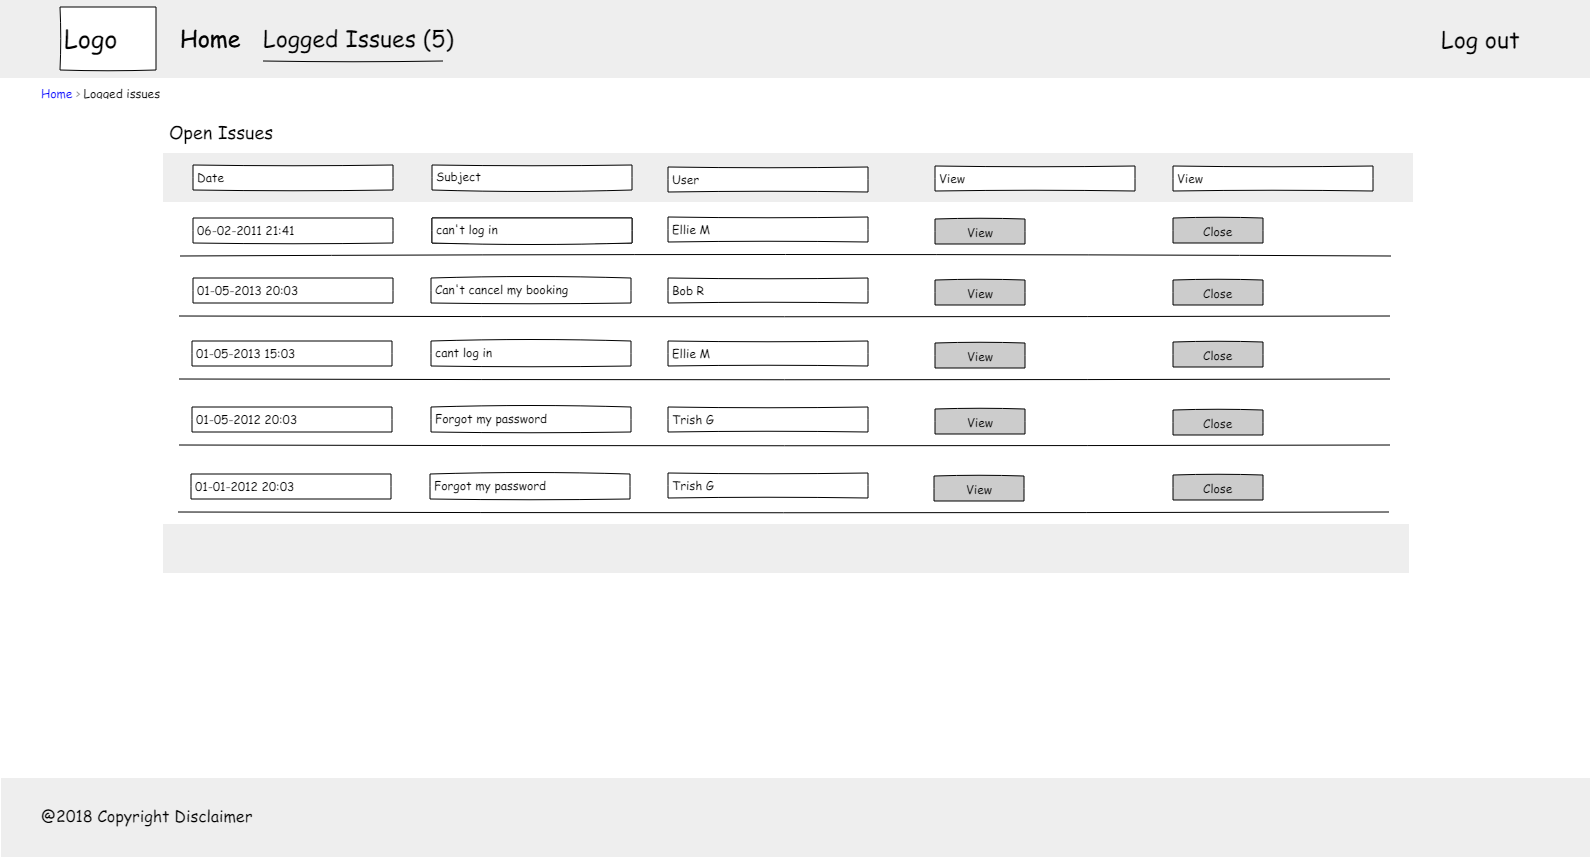 Logo Home Logged Issues (5) Log out
Home > Logged issues
Open Issues
Date Subject User View View
06-02-2011 21:41 can't log in Ellie M View Close
01-05-2013 20:03 Can't cancel my booking Bob R View Close
01-05-2013 15:03 cant log in Ellie M View Close
01-05-2012 20:03 Forgot my password Trish G View Close
01-01-2012 20:03 Forgot my password Trish G View Close
@2018 Copyright Disclaimer